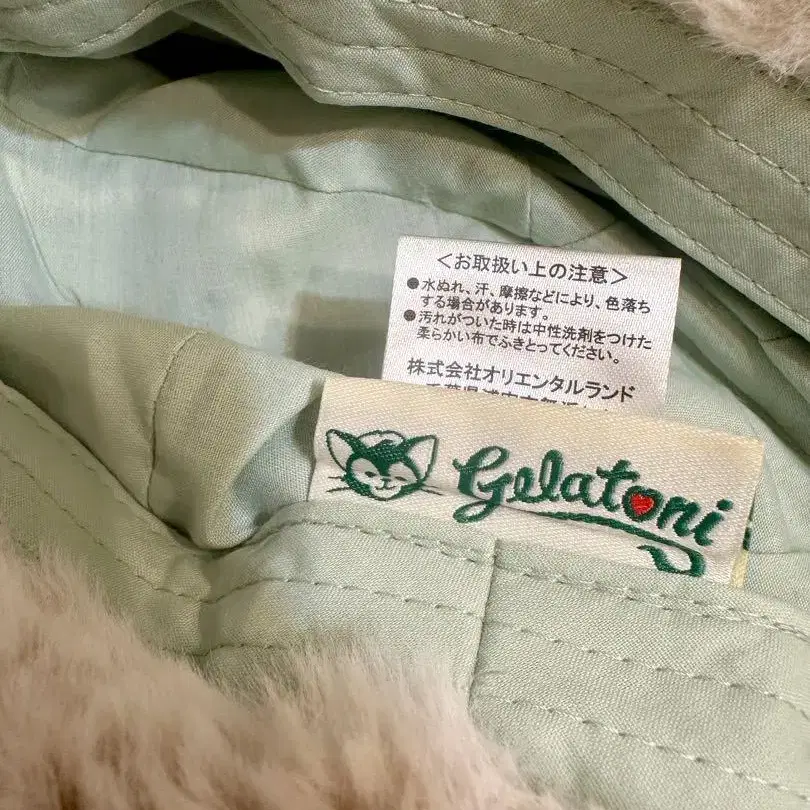 <お取扱い上の注意>
●水ぬれ、汗、摩擦などにより、色落ち
する場合があります。
●汚れがついた時は中性洗剤をつけた
柔らかい布でふきとってください。
株式会社オリエンタルランド
Gelatoni